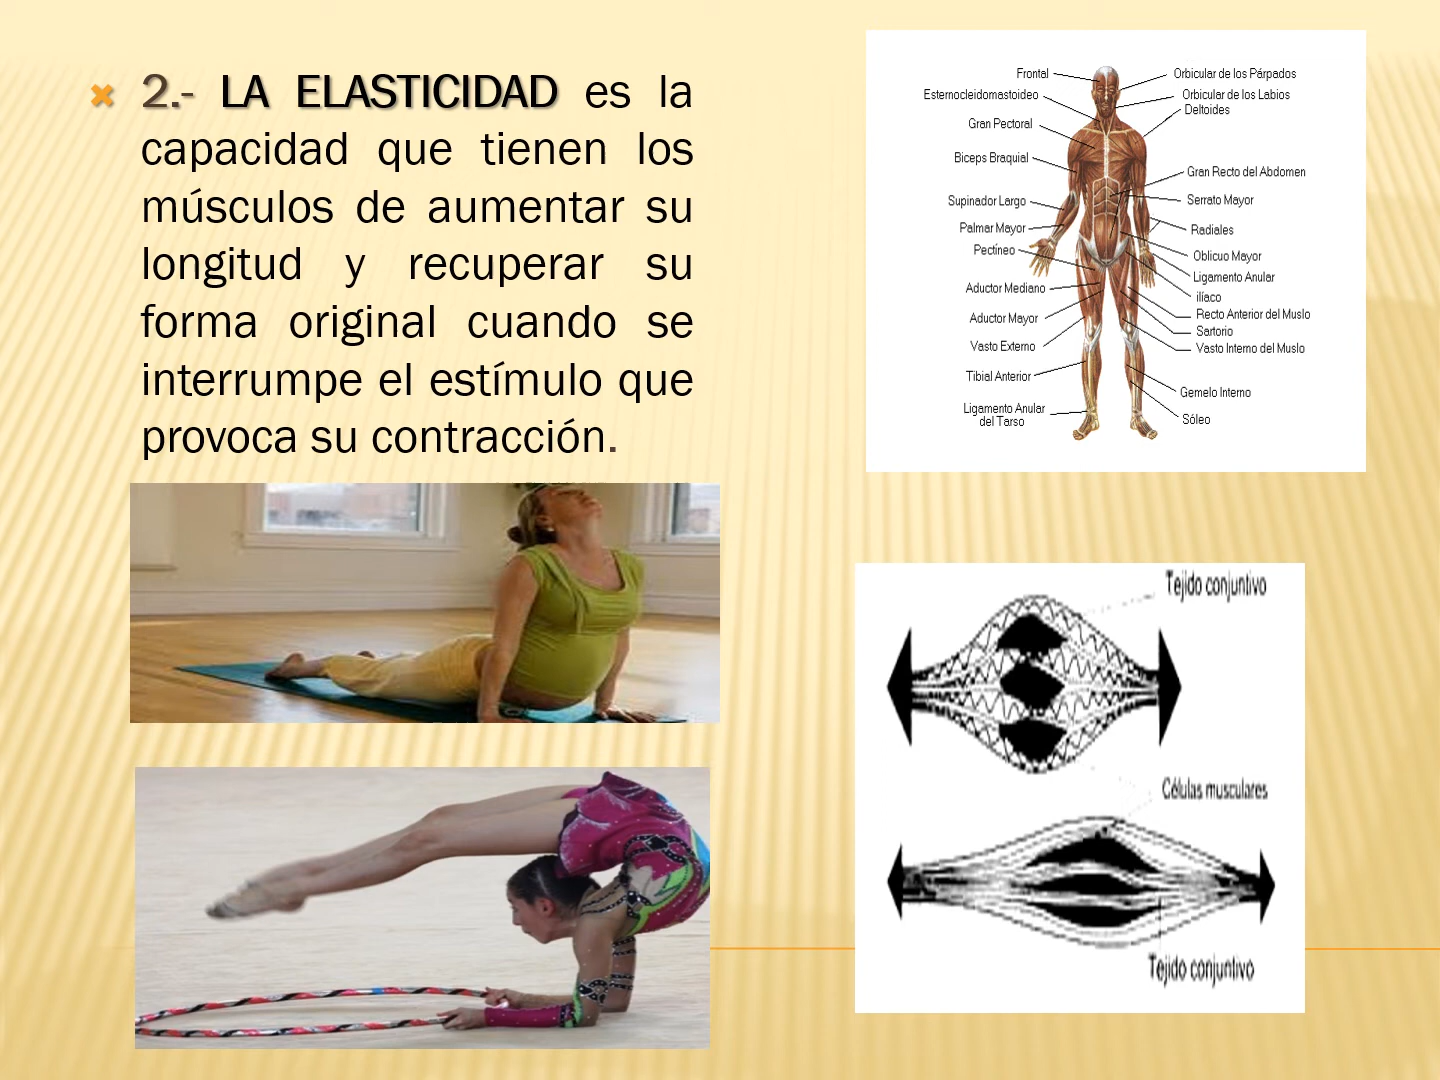 2.- LA ELASTICIDAD es la
capacidad que tienen los
músculos de aumentar su
longitud y recuperar su
forma original cuando se
interrumpe el estímulo que
provoca su contracción.
Frontal
Esternocleidomastoideo
Gran Pectoral
Biceps Braquial
Supinador Largo
Palmar Mayor
Pectíneo
Aductor Mediano
Aductor Mayor
Vasto Externo
Tibial Anterior
Ligamento Anular
del Tarso
Orbicular de los Párpados
Orbicular de los Labios
Deltoides
Gran Recto del Abdomen
Serrato Mayor
Radiales
Oblicuo Mayor
Ligamento Anular
ilíaco
Recto Anterior del Muslo
Sartorio
Vasto Interno del Muslo
Gemelo Interno
Sóleo
Tejido conjuntivo
Células musculares
Tejido conjuntivo